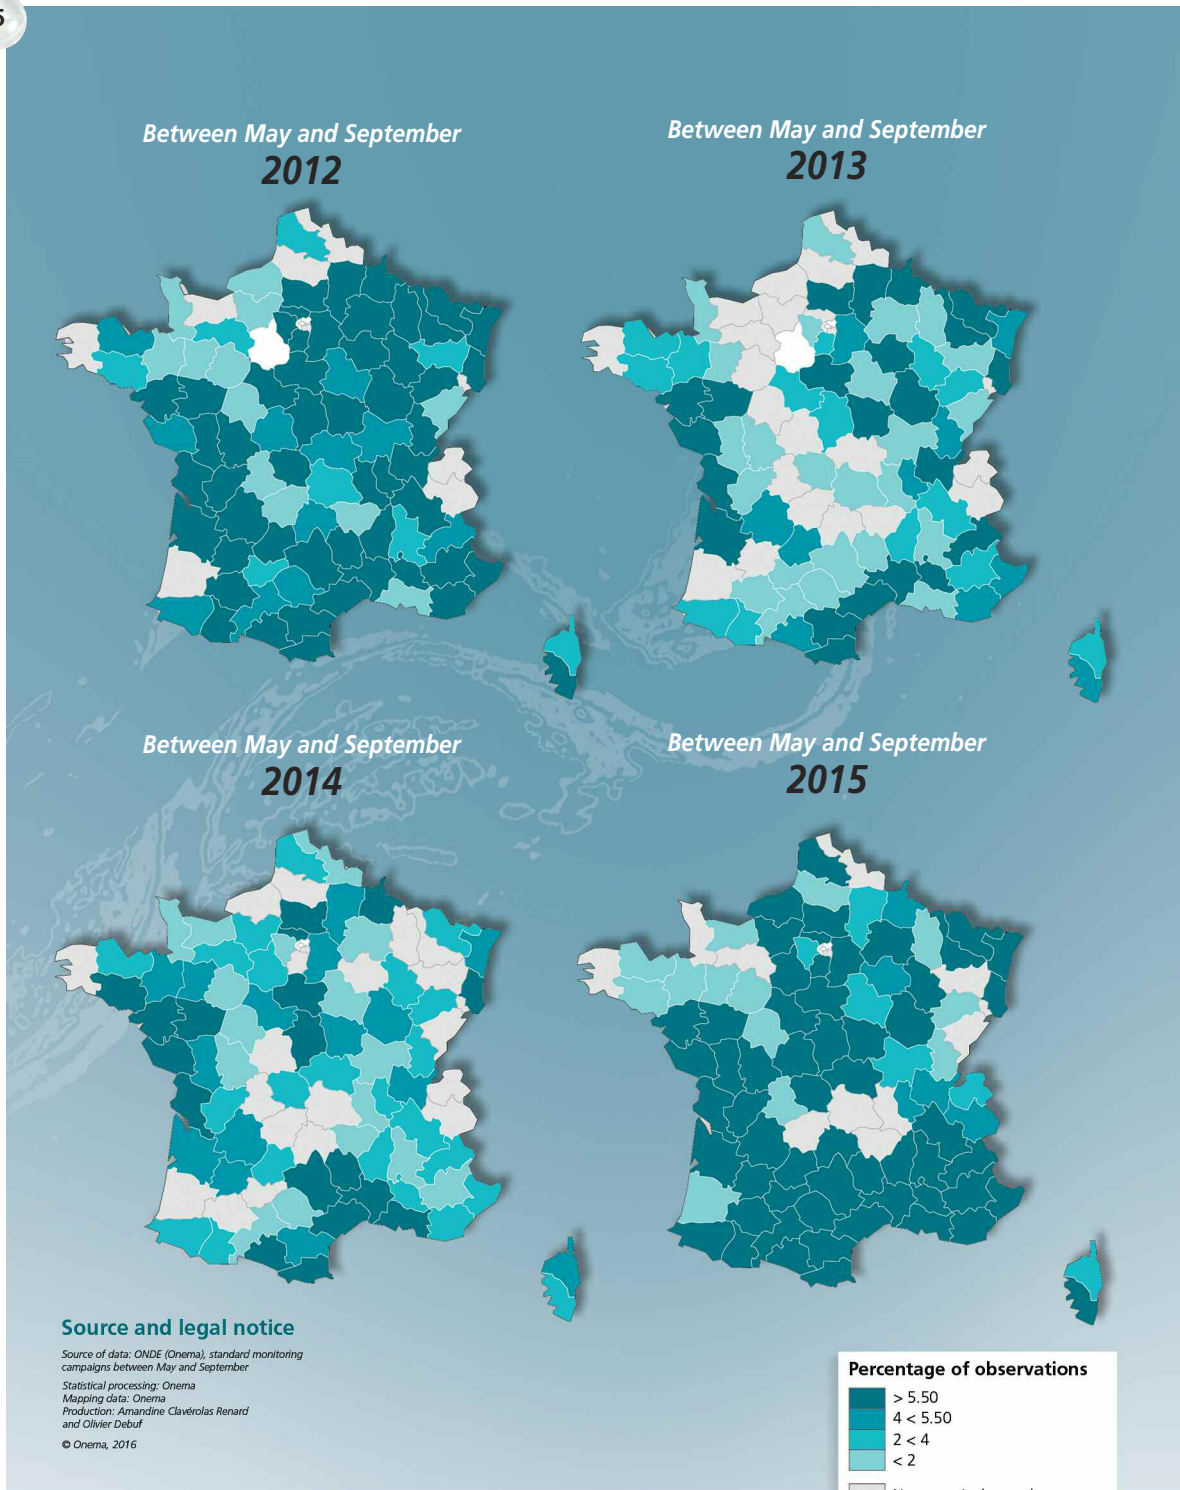 Between May and September
2012
Between May and September
2013
Between May and September
2014
Between May and September
2015
Source and legal notice
Source of data: ONDE (Onema), standard monitoring
campaigns between May and September
Statistical processing: Onema
Mapping data: Onema
Production: Amandine Clavérolas Renard
and Olivier Debuf
© Onema, 2016
Percentage of observations
> 5.50
4 < 5.50
2 < 4
< 2